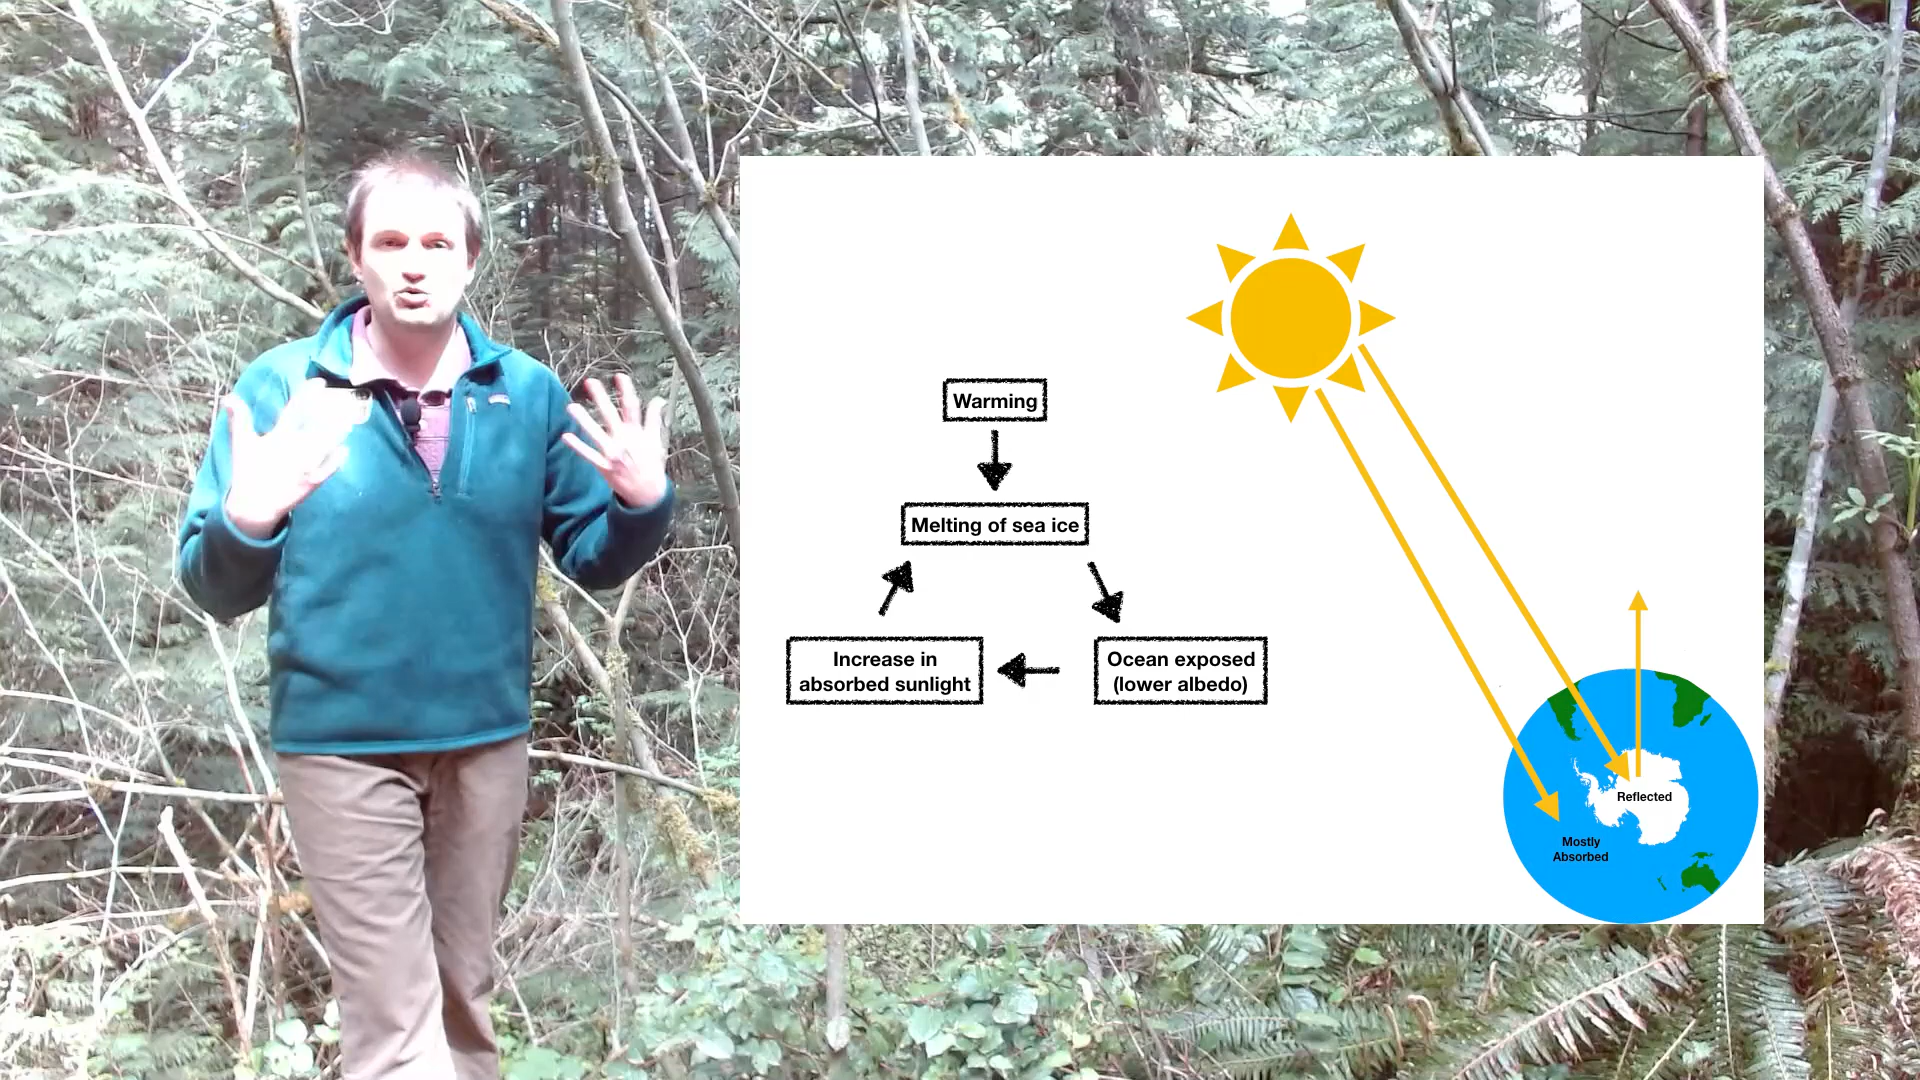 Warming
Melting of sea ice
Increase in
absorbed sunlight
Ocean exposed
(lower albedo)
Reflected
Mostly
Absorbed